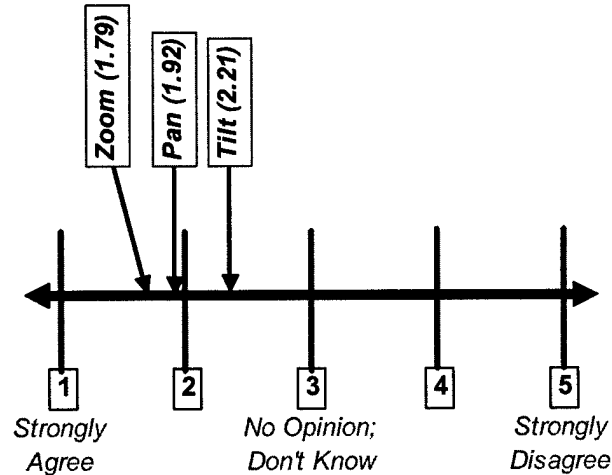 Zoom (1.79)
Pan (1.92)
Tilt (2.21)
1
2
3
4
5
Strongly
Agree
No Opinion;
Don't Know
Strongly
Disagree